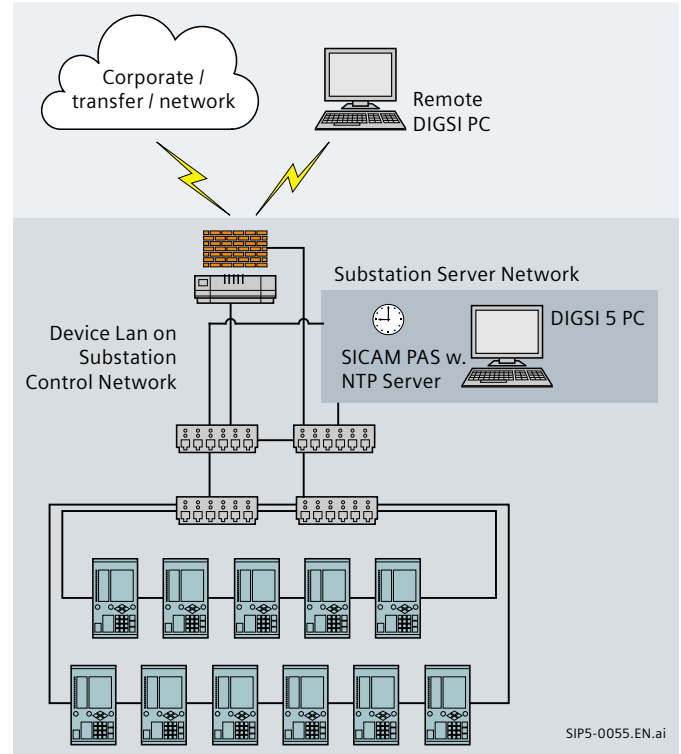 Corporate /
transfer / network
Remote
DIGSI PC
Substation Server Network
DIGSI 5 PC
SICAM PAS w.
NTP Server
Device Lan on
Substation
Control Network
SIP5-0055.EN.ai